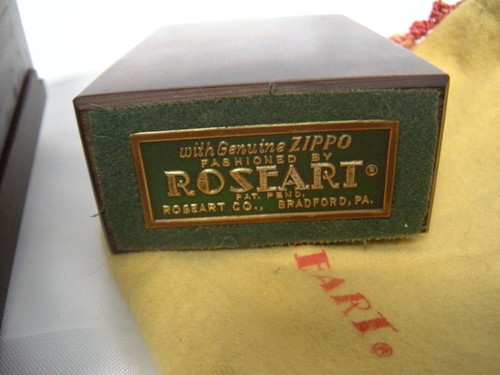 with Genuine ZIPPO
FASHIONED BY
ROSEART®
PAT. PEND.
ROSEART CO., BRADFORD, PA.
EART®